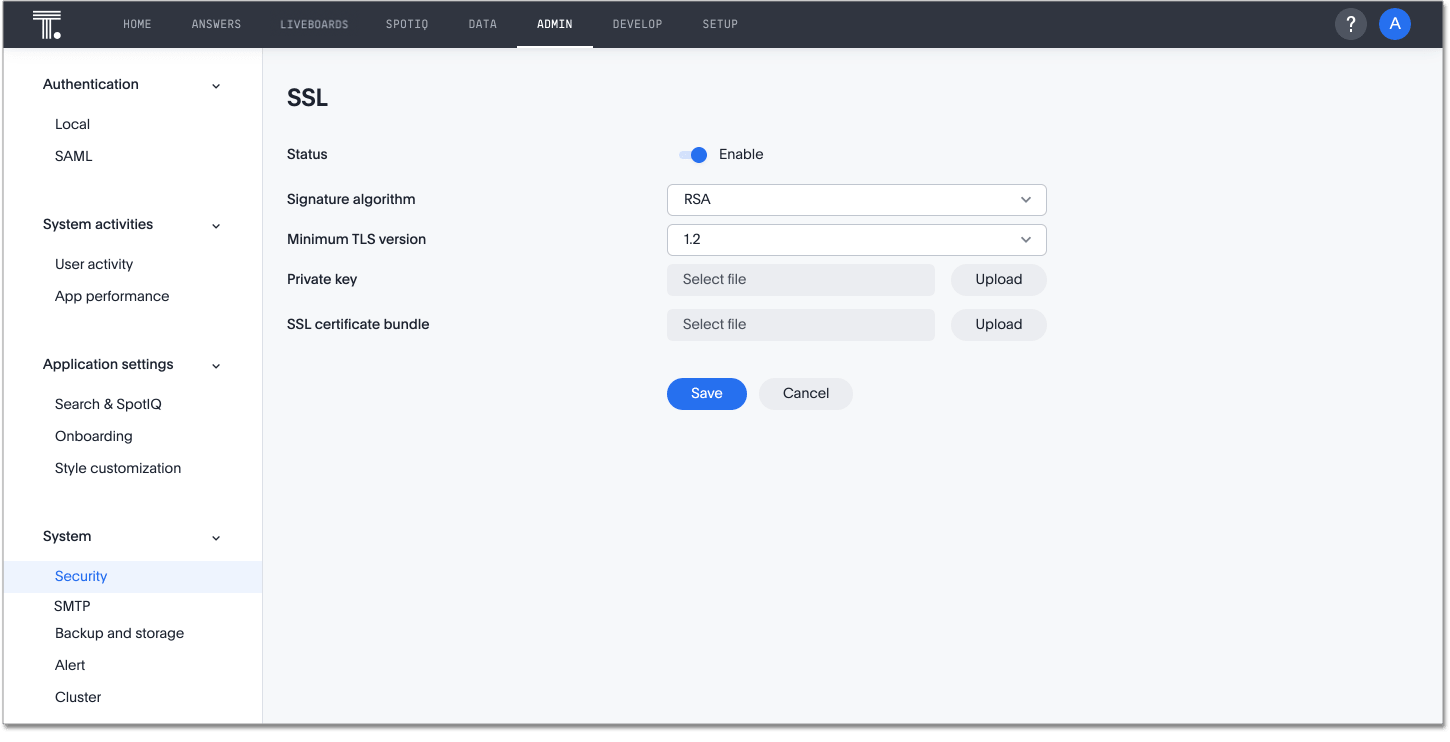 T.
HOME ANSWERS LIVEBOARDS SPOTIQ DATA ADMIN DEVELOP SETUP ? A
Authentication
Local
SAML
System activities
User activity
App performance
Application settings
Search & SpotIQ
Onboarding
Style customization
System
Security
SMTP
Backup and storage
Alert
Cluster
SSL
Status Enable
Signature algorithm RSA
Minimum TLS version 1.2
Private key Select file Upload
SSL certificate bundle Select file Upload
Save Cancel